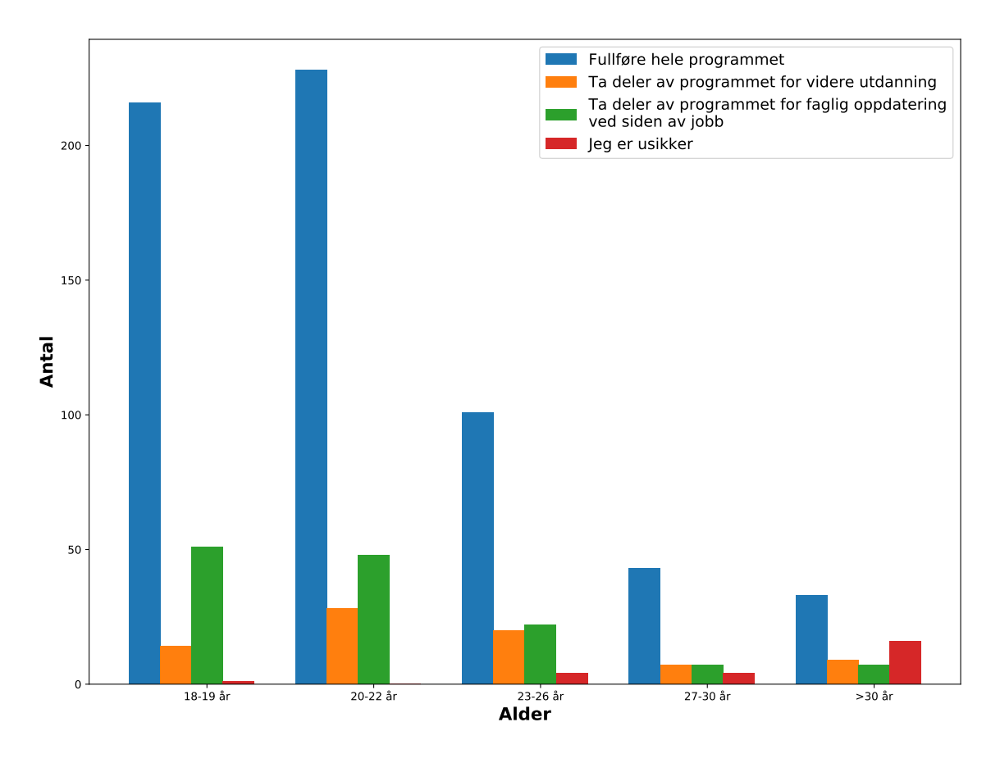 Fullføre hele programmet
Ta deler av programmet for videre utdanning
Ta deler av programmet for faglig oppdatering
ved siden av jobb
Jeg er usikker
200
150
100
50
0
Antal
18-19 år
20-22 år
23-26 år
27-30 år
>30 år
Alder